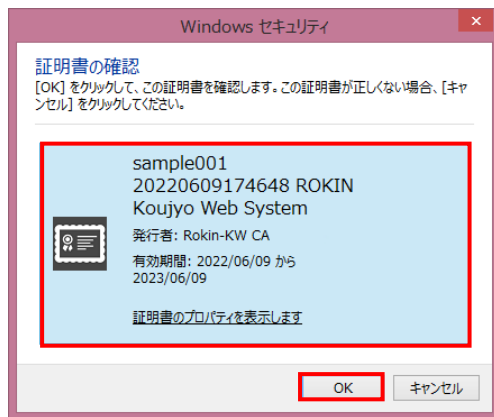 Windows セキュリティ
証明書の確認
[OK] をクリックして、この証明書を確認します。この証明書が正しくない場合、[キャ
ンセル] をクリックしてください。
sample001
20220609174648 ROKIN
Koujyo Web System
発行者: Rokin-KW CA
有効期間: 2022/06/09 から
2023/06/09
証明書のプロパティを表示します
OK
キャンセル